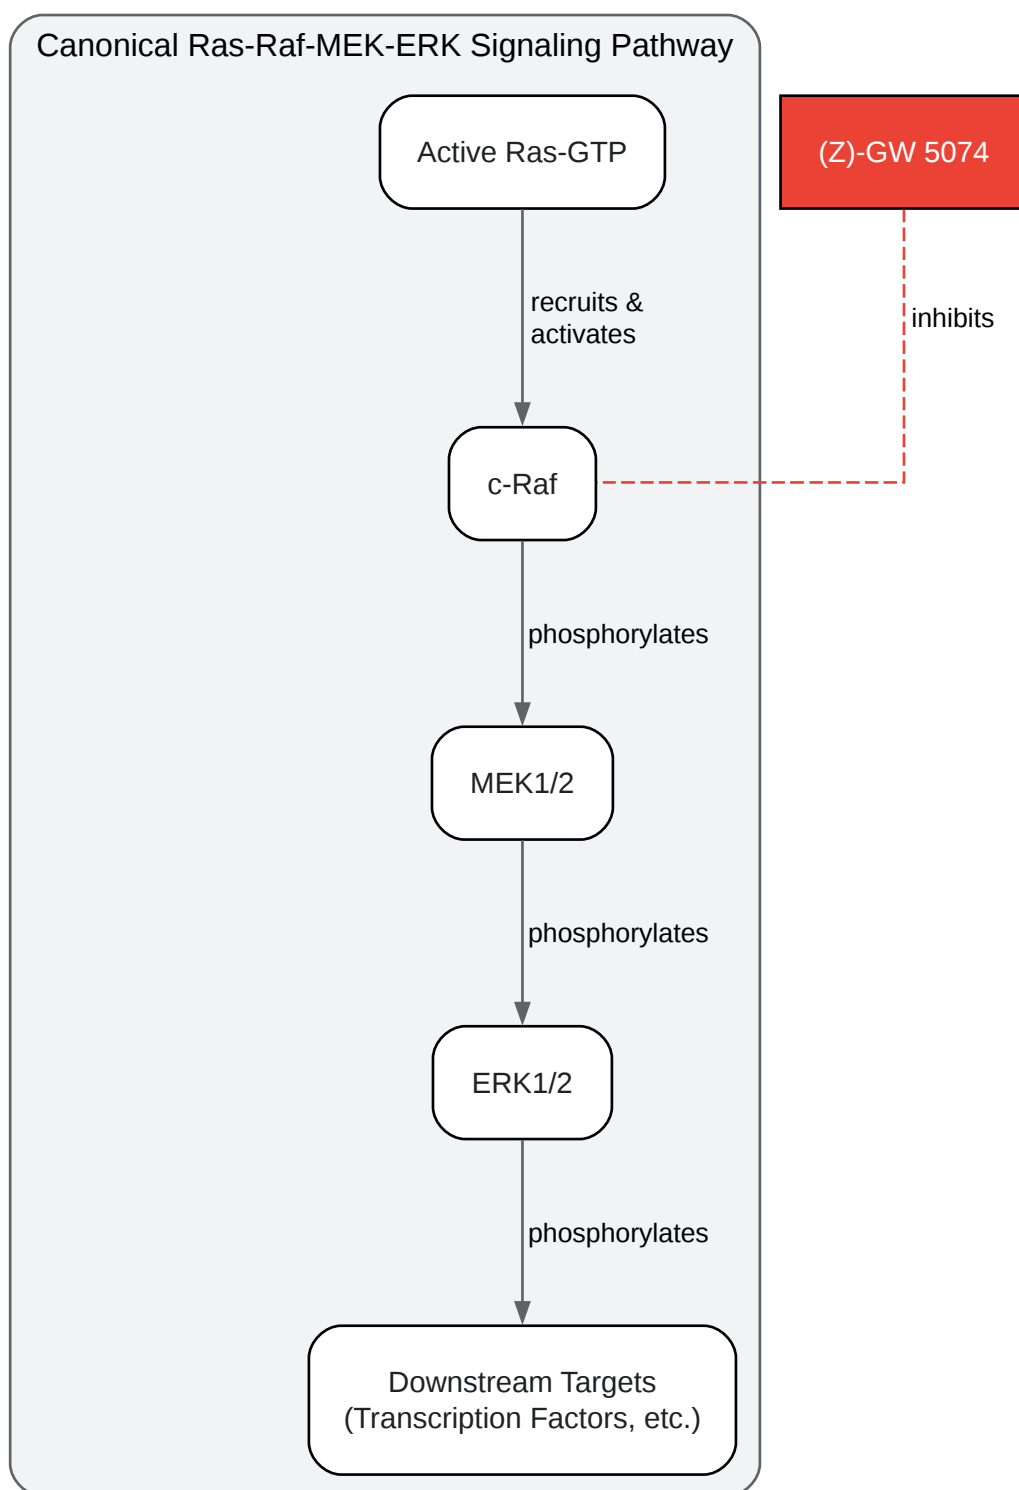 Canonical Ras-Raf-MEK-ERK Signaling Pathway
Active Ras-GTP
(Z)-GW 5074
recruits &
activates
inhibits
c-Raf
phosphorylates
MEK1/2
phosphorylates
ERK1/2
phosphorylates
Downstream Targets
(Transcription Factors, etc.)